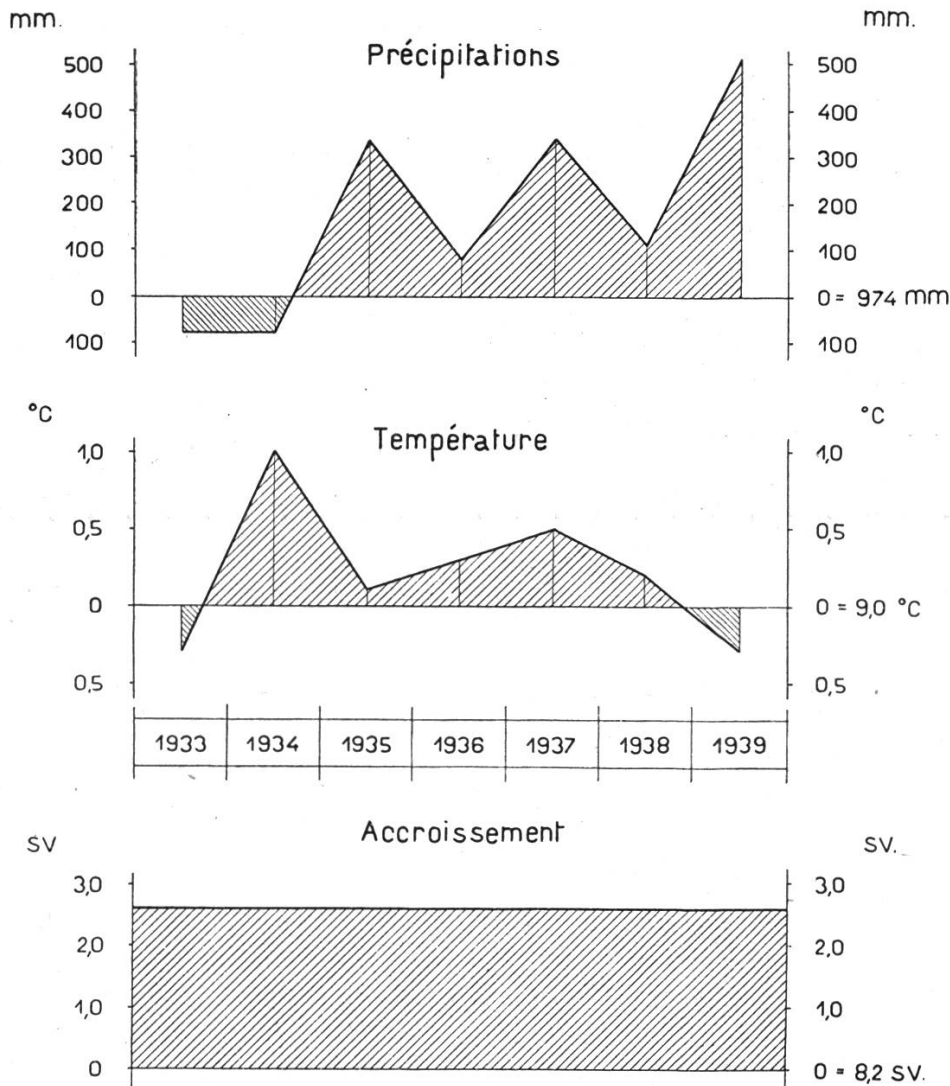 mm. mm.
Précipitations
500 500
400 400
300 300
200 200
100 100
0 0 = 974 mm
100 100
°C °C
Température
1,0 1,0
0,5 0,5
0 0 = 9,0 °C
0,5 0,5
1933 1934 1935 1936 1937 1938 1939
Accroissement
SV SV.
3,0 3,0
2,0 2,0
1,0 1,0
0 0 = 8,2 SV.